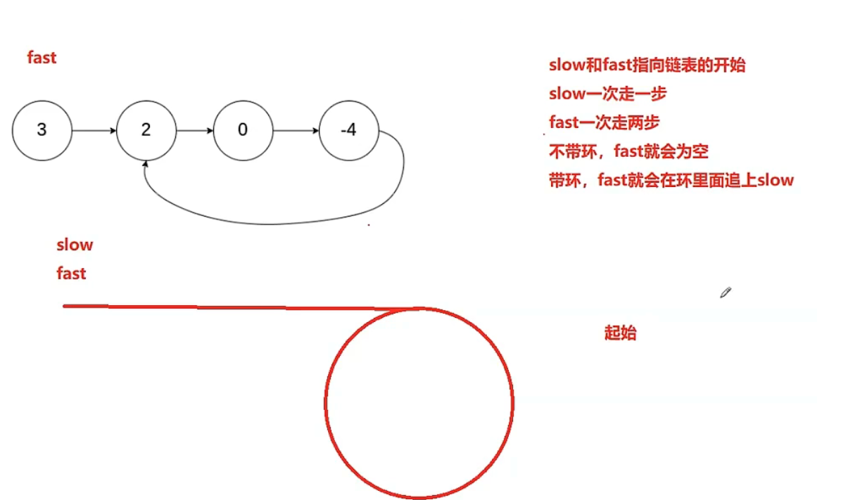 fast
3
2
0
-4
slow和fast指向链表的开始
slow一次走一步
fast一次走两步
不带环，fast就会为空
带环，fast就会在环里面追上slow
slow
fast
起始